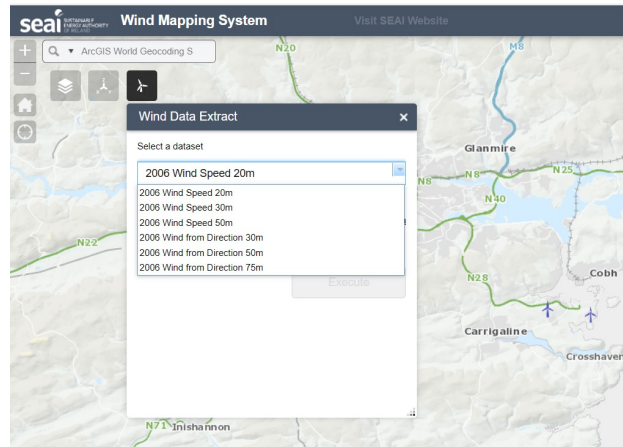 seai SUSTAINABLE ENERGY AUTHORITY OF IRELAND Wind Mapping System Visit SEAI Website
ArcGIS World Geocoding S
N20
M8
Wind Data Extract
Select a dataset
2006 Wind Speed 20m
2006 Wind Speed 20m
2006 Wind Speed 30m
2006 Wind Speed 50m
2006 Wind from Direction 30m
2006 Wind from Direction 50m
2006 Wind from Direction 75m
Execute
Glanmire
N8
N8
N25
N40
N22
N28
Cobh
Carrigaline
Crosshaven
N71 Inishannon